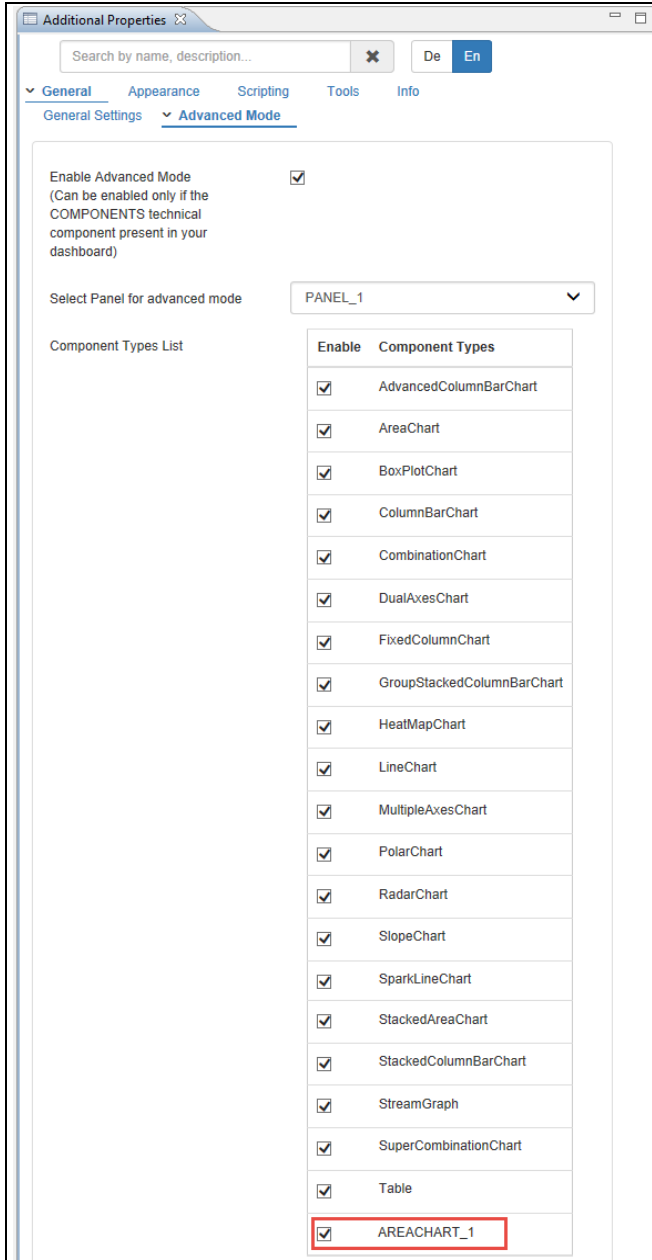 Additional Properties
Search by name, description...
De En
General Appearance Scripting Tools Info
General Settings Advanced Mode
Enable Advanced Mode
(Can be enabled only if the
COMPONENTS technical
component present in your
dashboard)
Select Panel for advanced mode PANEL_1
Component Types List Enable Component Types
AdvancedColumnBarChart
AreaChart
BoxPlotChart
ColumnBarChart
CombinationChart
DualAxesChart
FixedColumnChart
GroupStackedColumnBarChart
HeatMapChart
LineChart
MultipleAxesChart
PolarChart
RadarChart
SlopeChart
SparkLineChart
StackedAreaChart
StackedColumnBarChart
StreamGraph
SuperCombinationChart
Table
AREACHART_1